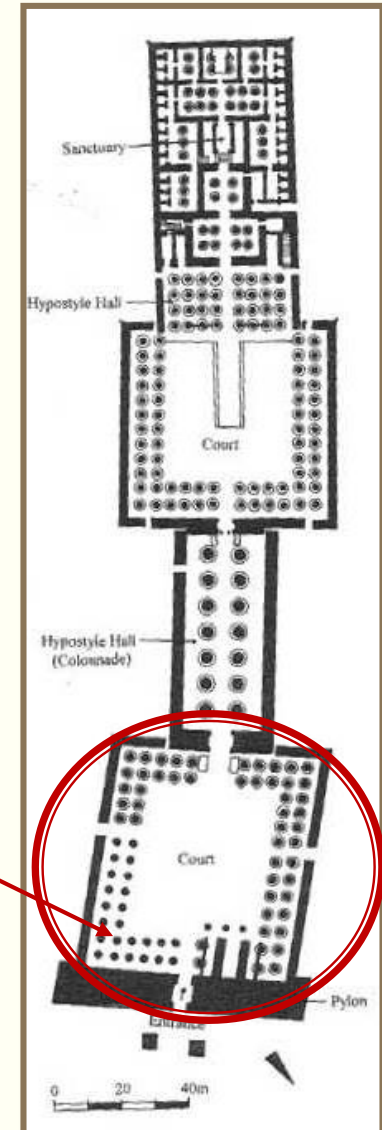 Sanctuary
Hypostyle Hall
Court
Hypostyle Hall
(Colonnade)
Court
Pylon
Entrance
0 20 40m